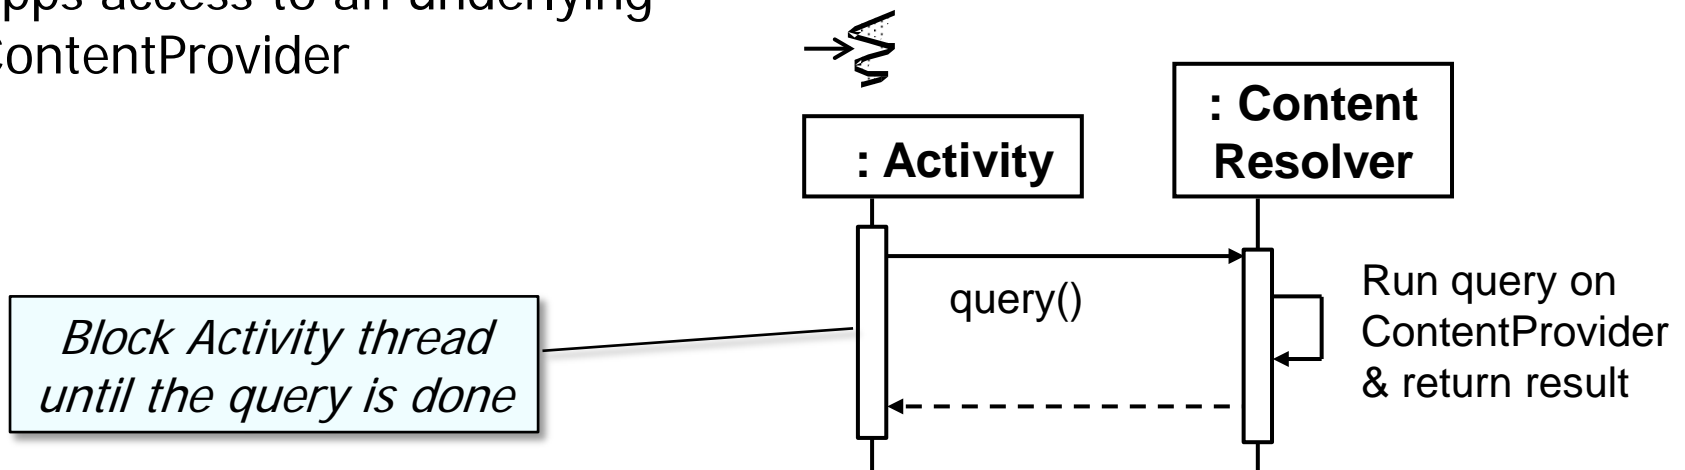 access to an underlying
ContentProvider
: Activity
: Content
Resolver
query()
Run query on
ContentProvider
& return result
Block Activity thread
until the query is done